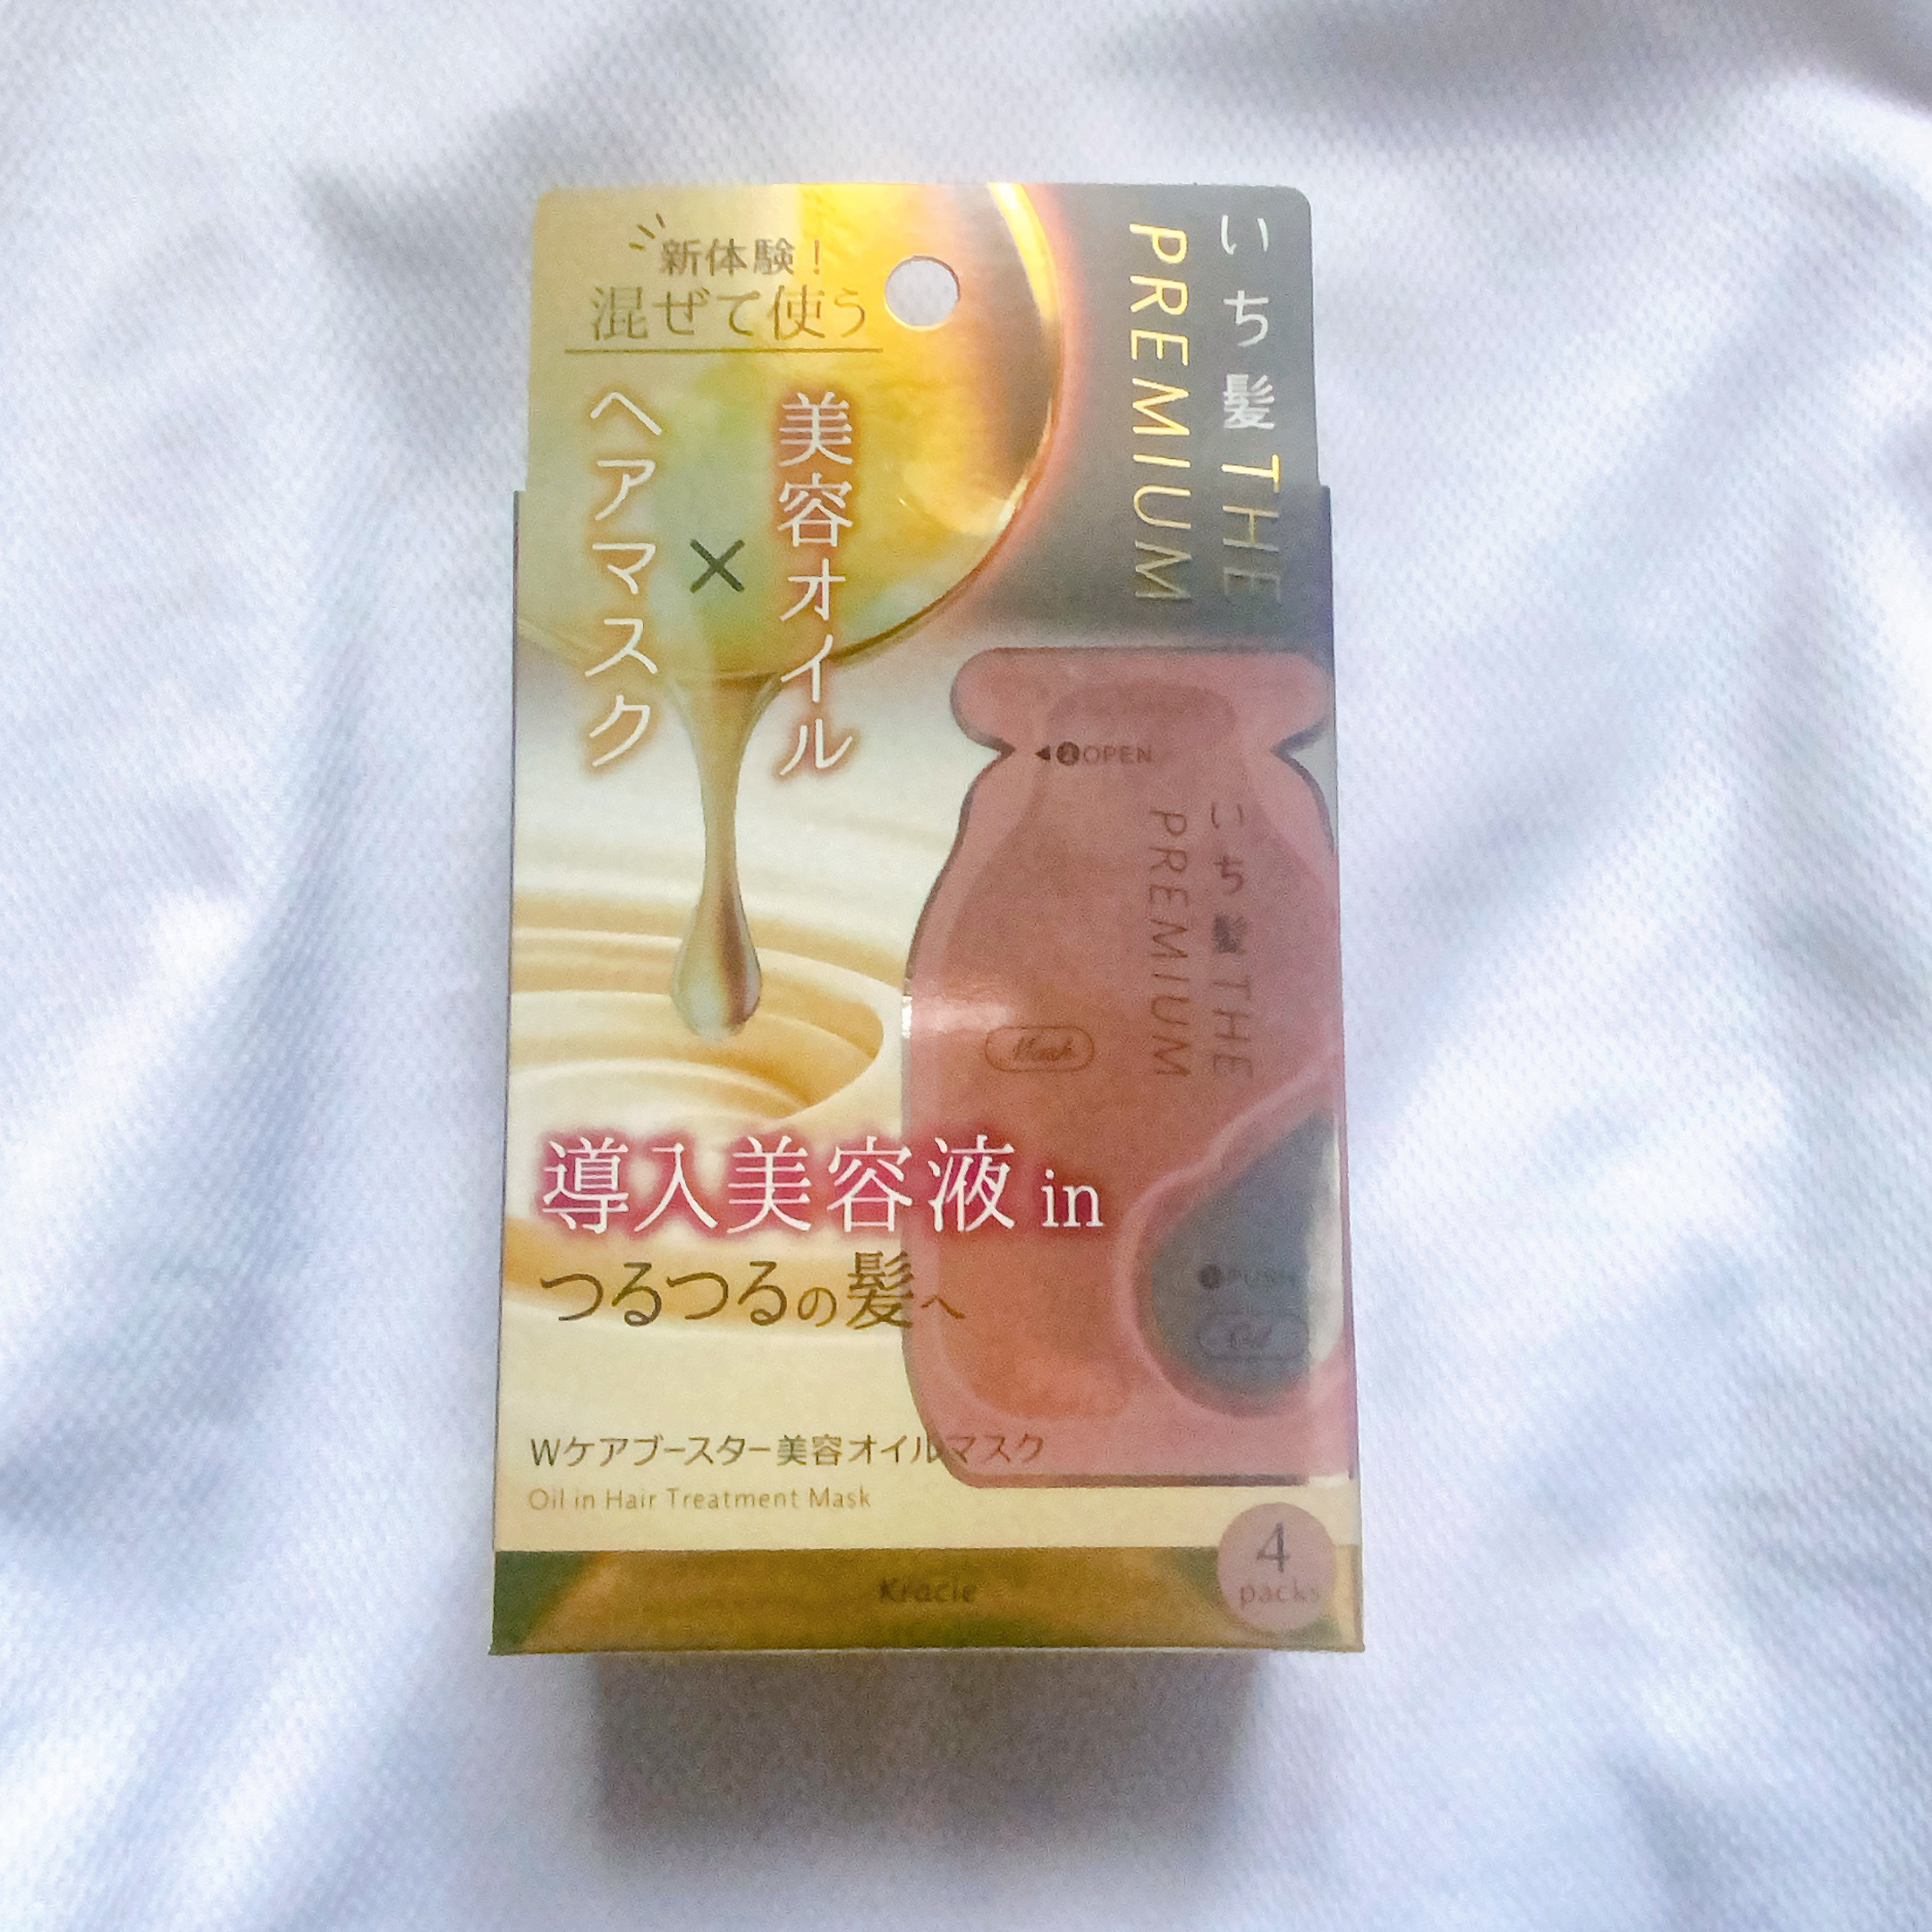 新体験！
混ぜて使う
美容オイル
×
ヘアマスク
いち髪 THE
PREMIUM
❷OPEN
いち髪 THE
PREMIUM
Mask
❶PUSH
Oil
導入美容液 in
つるつるの髪へ
Wケアブースター美容オイルマスク
Oil in Hair Treatment Mask
4
packs
Kracie